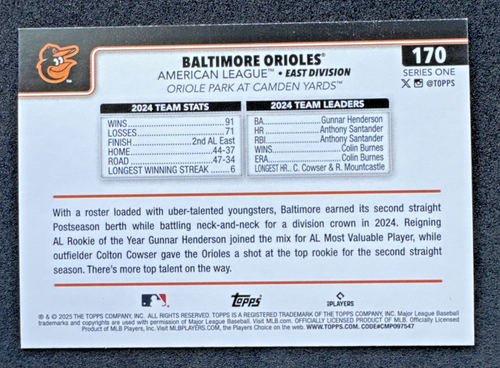 BALTIMORE ORIOLES®
AMERICAN LEAGUE™ • EAST DIVISION
ORIOLE PARK AT CAMDEN YARDS™
170
SERIES ONE
@TOPPS
2024 TEAM STATS
WINS 91
LOSSES 71
FINISH 2nd AL East
HOME 44-37
ROAD 47-34
LONGEST WINNING STREAK 6
2024 TEAM LEADERS
BA Gunnar Henderson
HR Anthony Santander
RBI Anthony Santander
WINS Colin Burnes
ERA Colin Burnes
LONGEST HR C. Cowser & R. Mountcastle
With a roster loaded with uber-talented youngsters, Baltimore earned its second straight
Postseason berth while battling neck-and-neck for a division crown in 2024. Reigning
AL Rookie of the Year Gunnar Henderson joined the mix for AL Most Valuable Player, while
outfielder Colton Cowser gave the Orioles a shot at the top rookie for the second straight
season. There's more top talent on the way.
Topps
PLAYERS
® & © 2025 THE TOPPS COMPANY, INC. ALL RIGHTS RESERVED. TOPPS IS A REGISTERED TRADEMARK OF THE TOPPS COMPANY, INC. Major League Baseball
trademarks and copyrights are used with permission of Major League Baseball. Visit MLB.com. OFFICIALLY LICENSED PRODUCT OF MLB PLAYERS, INC. Officially Licensed
Product of MLB Players, Inc. Visit MLBPLAYERS.COM, the Players Choice on the web. WWW.TOPPS.COM. CODE#CMP097547